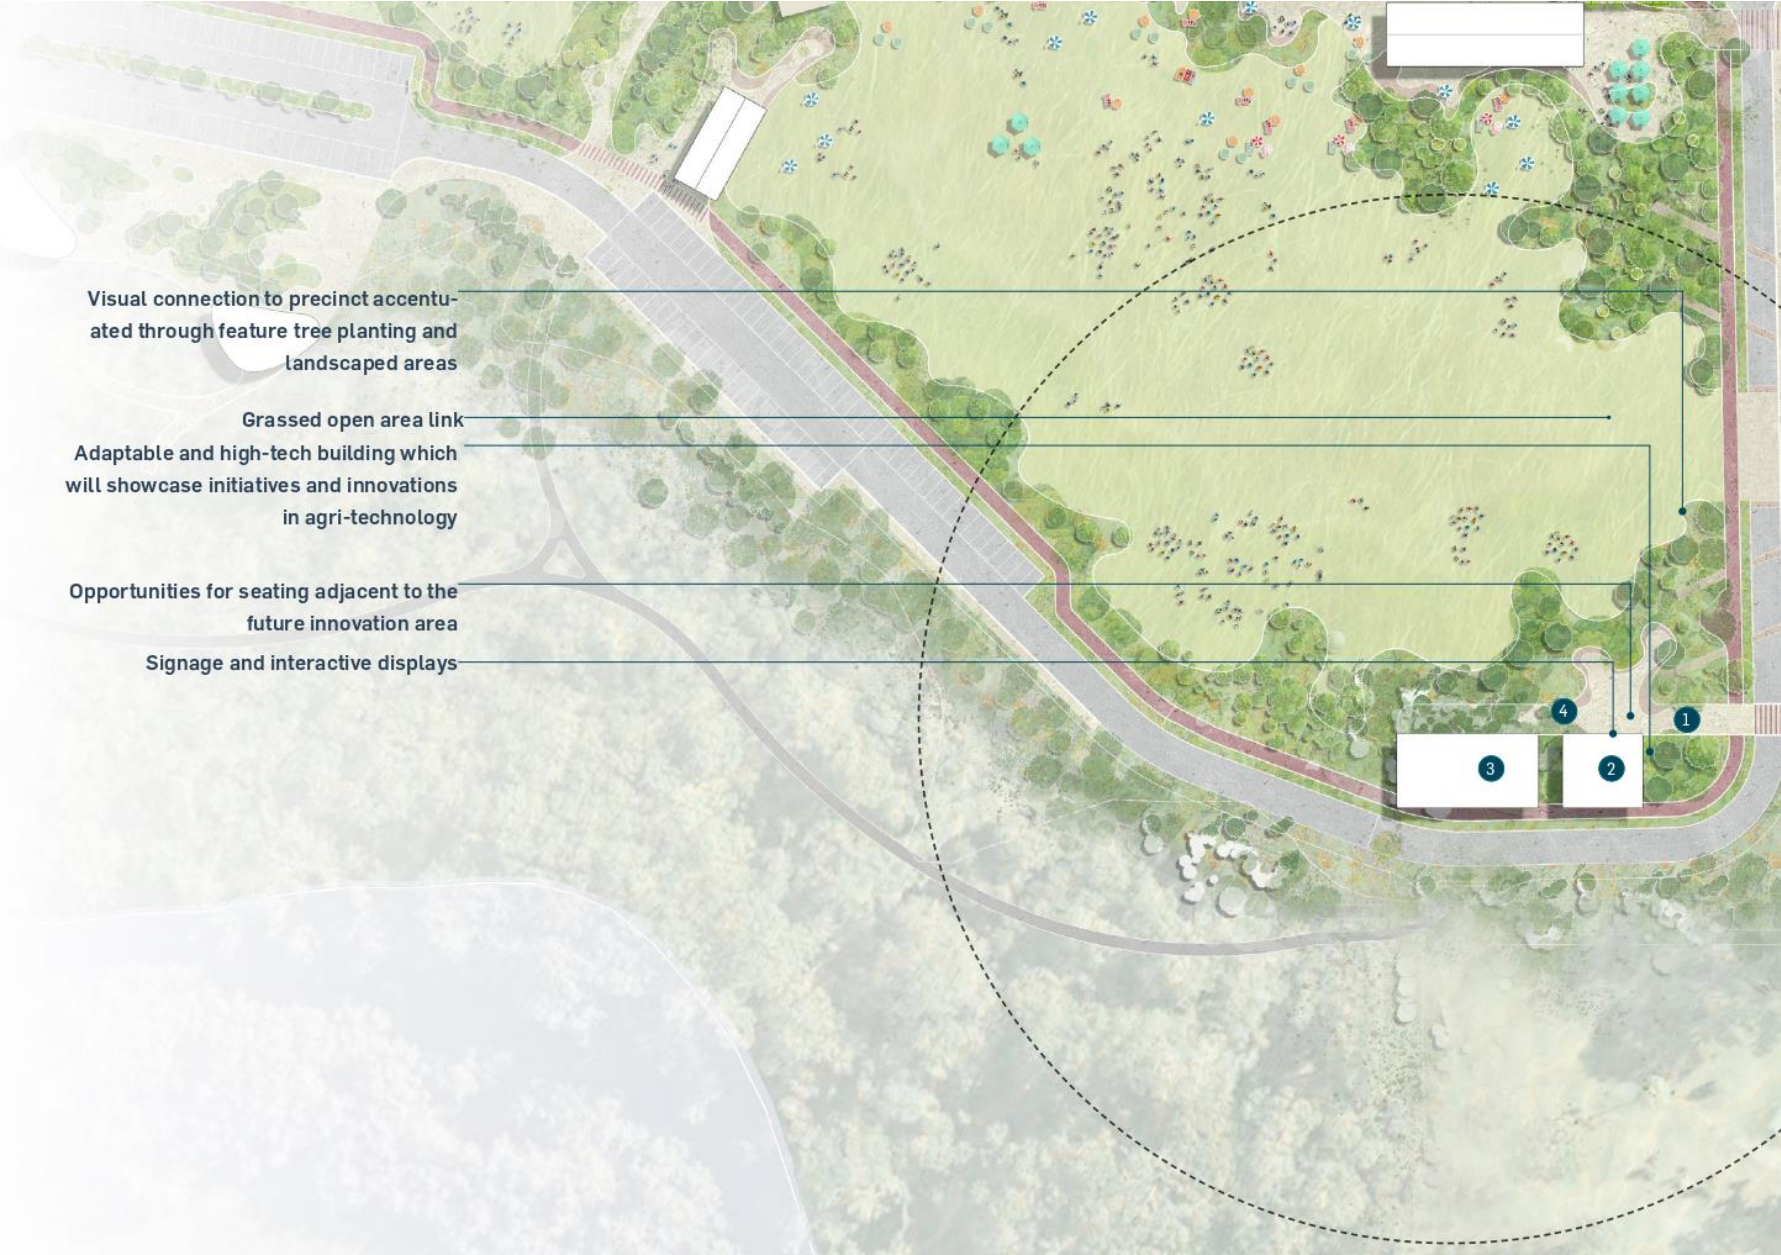 Visual connection to precinct accentu-
ated through feature tree planting and
landscaped areas
Grassed open area link
Adaptable and high-tech building which
will showcase initiatives and innovations
in agri-technology
Opportunities for seating adjacent to the
future innovation area
Signage and interactive displays
4
1
3
2